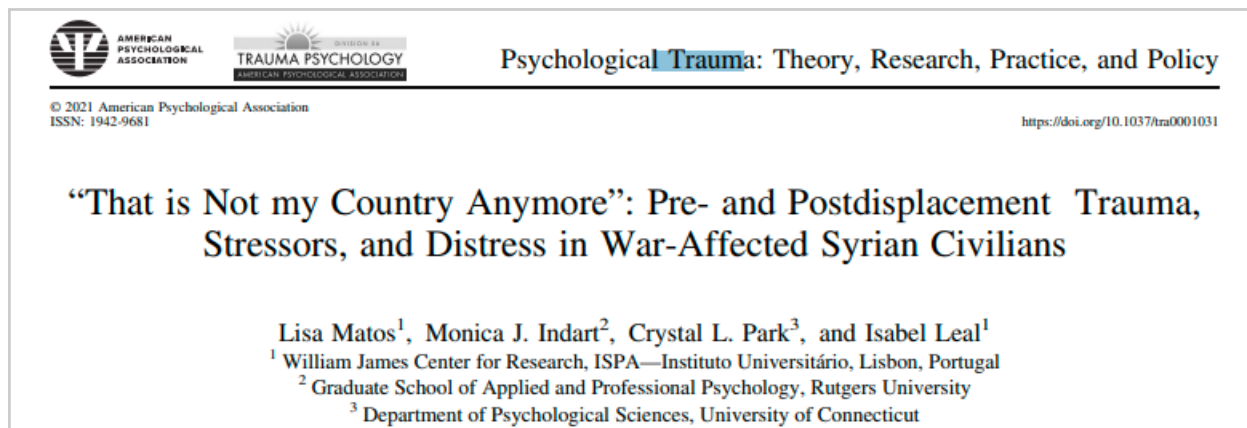 AMERICAN
PSYCHOLOGICAL
ASSOCIATION
DIVISION 56
TRAUMA PSYCHOLOGY
AMERICAN PSYCHOLOGICAL ASSOCIATION
Psychological Trauma: Theory, Research, Practice, and Policy
© 2021 American Psychological Association
ISSN: 1942-9681
https://doi.org/10.1037/tra0001031
“That is Not my Country Anymore”: Pre- and Postdisplacement Trauma,
Stressors, and Distress in War-Affected Syrian Civilians
Lisa Matos1, Monica J. Indart2, Crystal L. Park3, and Isabel Leal1
1 William James Center for Research, ISPA—Instituto Universitário, Lisbon, Portugal
2 Graduate School of Applied and Professional Psychology, Rutgers University
3 Department of Psychological Sciences, University of Connecticut